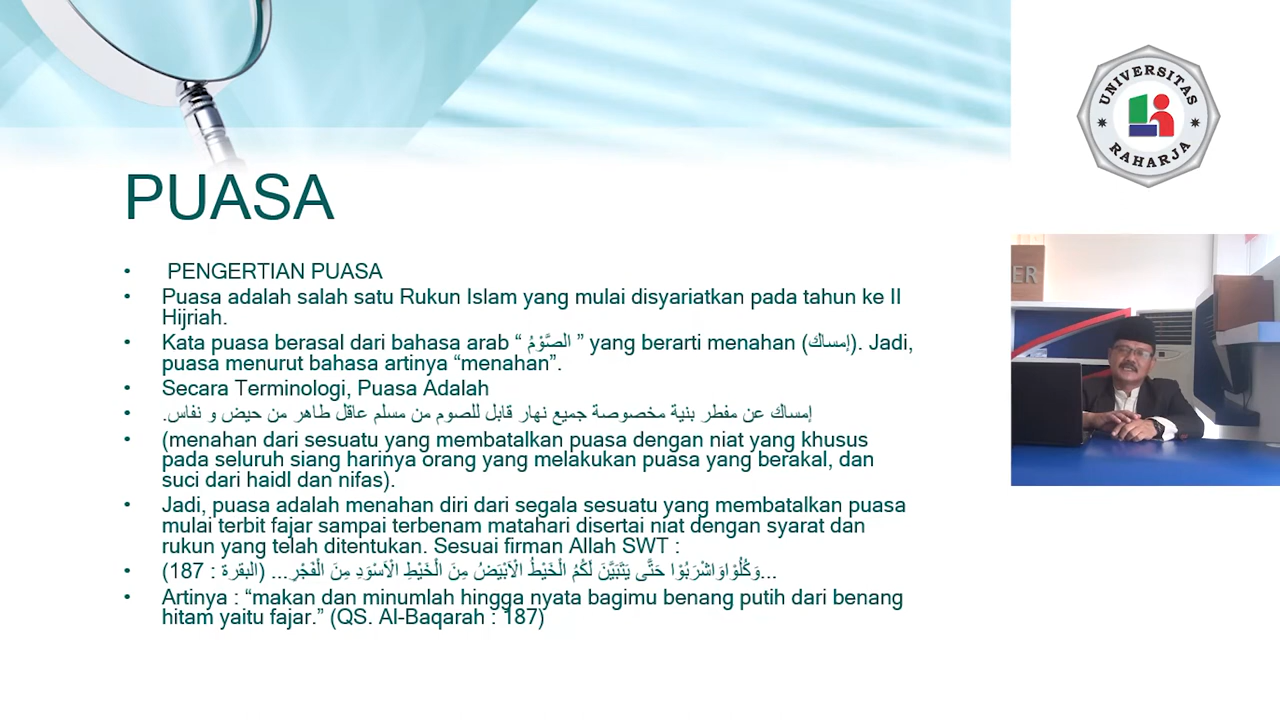 UNIVERSITAS
RAHARJA
PUASA
• PENGERTIAN PUASA
• Puasa adalah salah satu Rukun Islam yang mulai disyariatkan pada tahun ke II
Hijriah.
• Kata puasa berasal dari bahasa arab “ الصَّوْمُ ” yang berarti menahan (إمساك). Jadi,
puasa menurut bahasa artinya “menahan”.
• Secara Terminologi, Puasa Adalah
• إمساك عن مفطر بنية مخصوصة جميع نهار قابل للصوم من مسلم عاقل طاهر من حيض و نفاس.
• (menahan dari sesuatu yang membatalkan puasa dengan niat yang khusus
pada seluruh siang harinya orang yang melakukan puasa yang berakal, dan
suci dari haidl dan nifas).
• Jadi, puasa adalah menahan diri dari segala sesuatu yang membatalkan puasa
mulai terbit fajar sampai terbenam matahari disertai niat dengan syarat dan
rukun yang telah ditentukan. Sesuai firman Allah SWT :
• ...وَكُلُوْاوَاشْرَبُوْا حَتَّى يَتَبَيَّنَ لَكُمُ الْخَيْطُ الْاَبْيَضُ مِنَ الْخَيْطِ الْاَسْوَدِ مِنَ الْفَجْرِ... (البقرة : 187)
• Artinya : “makan dan minumlah hingga nyata bagimu benang putih dari benang
hitam yaitu fajar.” (QS. Al-Baqarah : 187)
ER